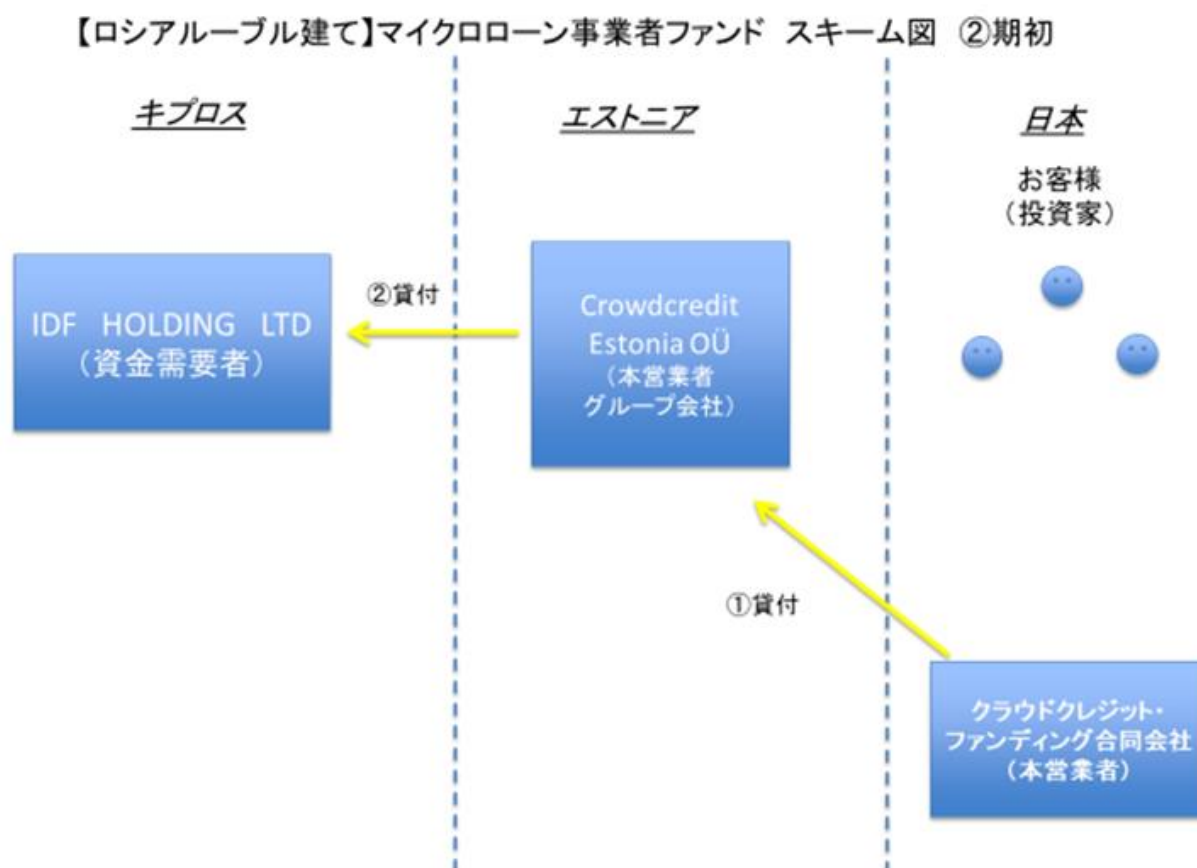 【ロシアルーブル建て】マイクロローン事業者ファンド スキーム図 ②期初
キプロス
エストニア
日本
お客様
（投資家）
IDF HOLDING LTD
（資金需要者）
②貸付
Crowdcredit
Estonia OÜ
（本営業者
グループ会社）
①貸付
クラウドクレジット・
ファンディング合同会社
（本営業者）